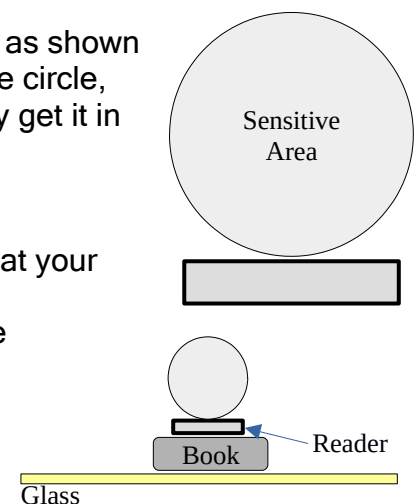 as shown
e circle,
y get it in
Sensitive
Area
at your
e
Reader
Book
Glass